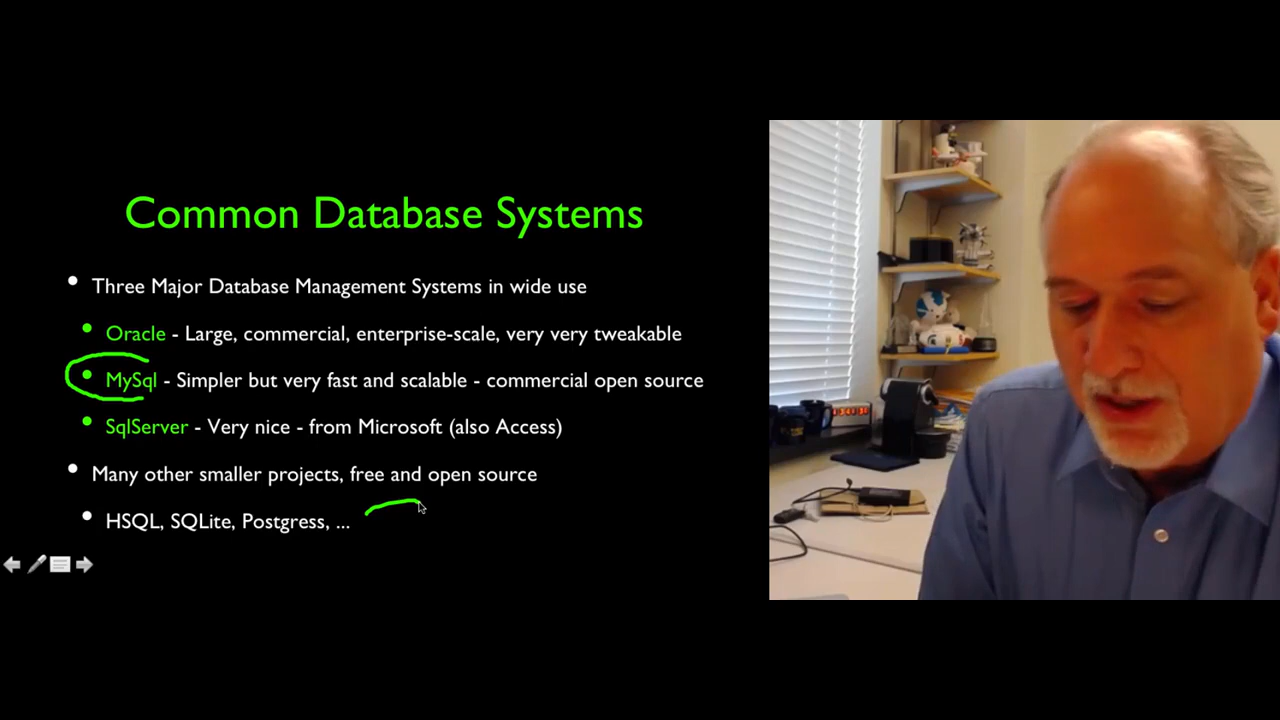 Common Database Systems
• Three Major Database Management Systems in wide use
• Oracle - Large, commercial, enterprise-scale, very very tweakable
• MySql - Simpler but very fast and scalable - commercial open source
• SqlServer - Very nice - from Microsoft (also Access)
• Many other smaller projects, free and open source
• HSQL, SQLite, Postgress, ...